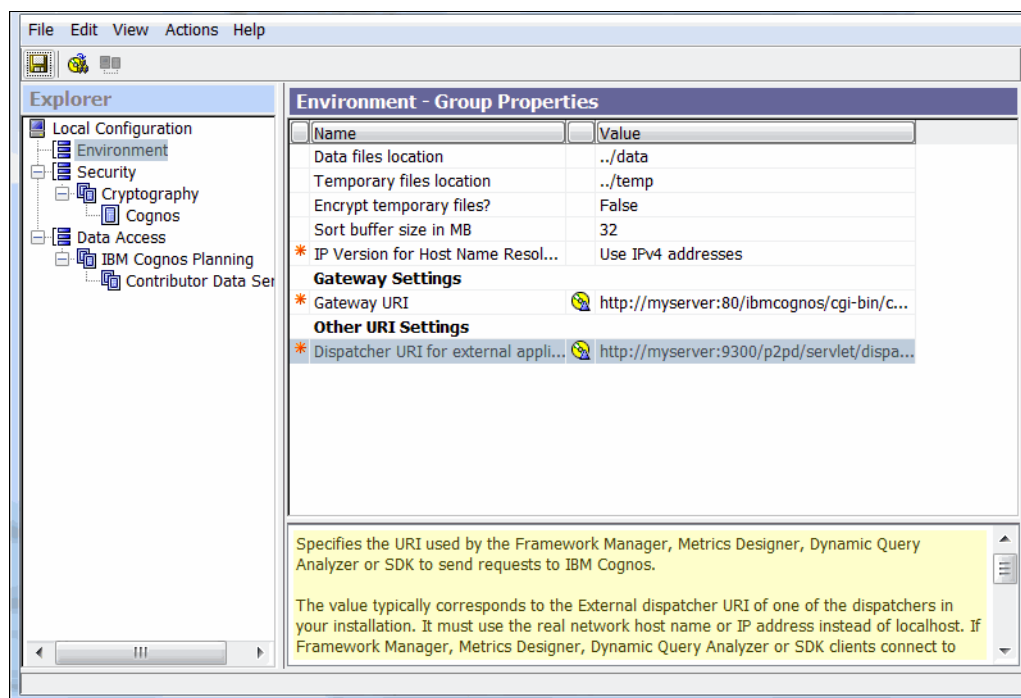 File Edit View Actions Help
Explorer
Local Configuration
Environment
Security
Cryptography
Cognos
Data Access
IBM Cognos Planning
Contributor Data Ser
Environment - Group Properties
Name Value
Data files location ../data
Temporary files location ../temp
Encrypt temporary files? False
Sort buffer size in MB 32
* IP Version for Host Name Resol... Use IPv4 addresses
Gateway Settings
* Gateway URI http://myserver:80/ibmcognos/cgi-bin/c...
Other URI Settings
* Dispatcher URI for external appli... http://myserver:9300/p2pd/servlet/dispa...
Specifies the URI used by the Framework Manager, Metrics Designer, Dynamic Query
Analyzer or SDK to send requests to IBM Cognos.
The value typically corresponds to the External dispatcher URI of one of the dispatchers in
your installation. It must use the real network host name or IP address instead of localhost. If
Framework Manager, Metrics Designer, Dynamic Query Analyzer or SDK clients connect to